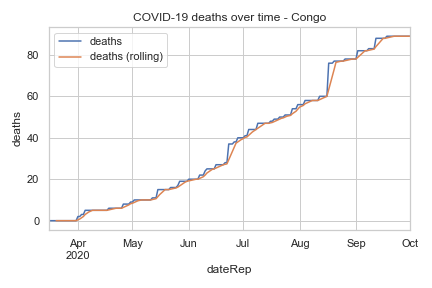 COVID-19 deaths over time - Congo
deaths
deaths (rolling)
80
60
40
20
0
deaths
Apr
2020
May
Jun
Jul
Aug
Sep
Oct
dateRep